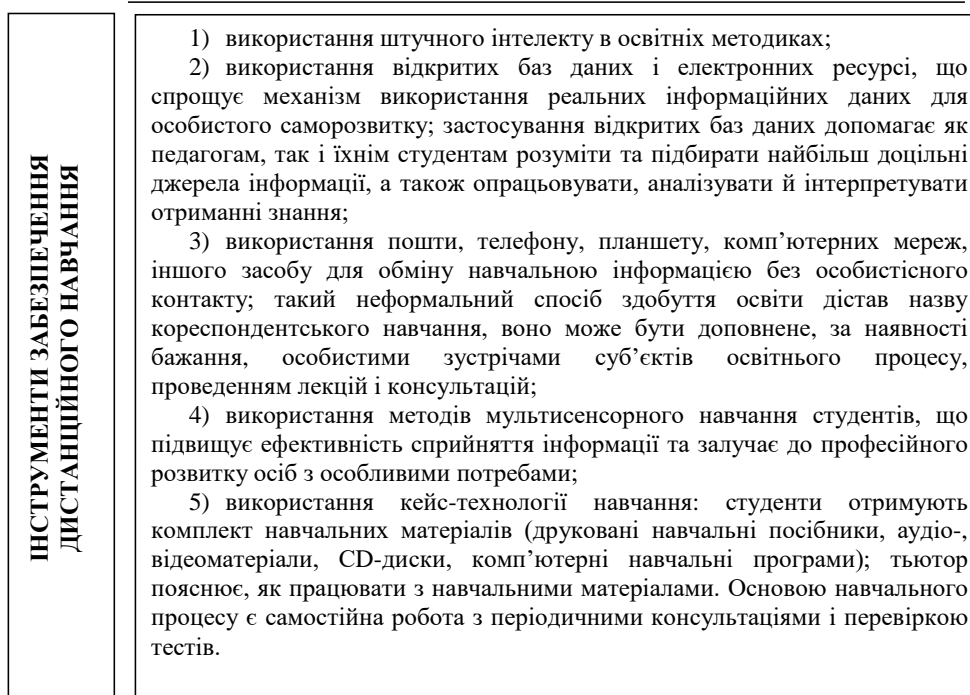 ІНСТРУМЕНТИ ЗАБЕЗПЕЧЕННЯ
ДИСТАНЦІЙНОГО НАВЧАННЯ
1) використання штучного інтелекту в освітніх методиках;
2) використання відкритих баз даних і електронних ресурсі, що
спрощує механізм використання реальних інформаційних даних для
особистого саморозвитку; застосування відкритих баз даних допомагає як
педагогам, так і їхнім студентам розуміти та підбирати найбільш доцільні
джерела інформації, а також опрацьовувати, аналізувати й інтерпретувати
отриманні знання;
3) використання пошти, телефону, планшету, комп’ютерних мереж,
іншого засобу для обміну навчальною інформацією без особистісного
контакту; такий неформальний спосіб здобуття освіти дістав назву
кореспондентського навчання, воно може бути доповнене, за наявності
бажання, особистими зустрічами суб’єктів освітнього процесу,
проведенням лекцій і консультацій;
4) використання методів мультисенсорного навчання студентів, що
підвищує ефективність сприйняття інформації та залучає до професійного
розвитку осіб з особливими потребами;
5) використання кейс-технології навчання: студенти отримують
комплект навчальних матеріалів (друковані навчальні посібники, аудіо-,
відеоматеріали, CD-диски, комп’ютерні навчальні програми); тьютор
пояснює, як працювати з навчальними матеріалами. Основою навчального
процесу є самостійна робота з періодичними консультаціями і перевіркою
тестів.